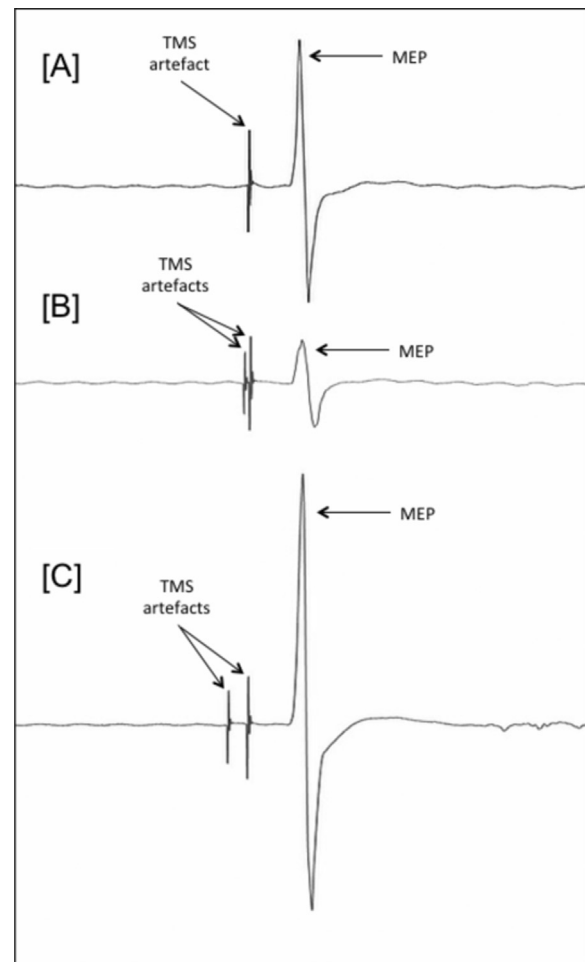 [A]
TMS
artefact
MEP
[B]
TMS
artefacts
MEP
[C]
MEP
TMS
artefacts